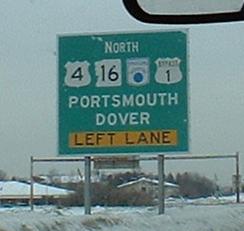 NORTH
4 16 BYPASS 1
PORTSMOUTH
DOVER
LEFT LANE